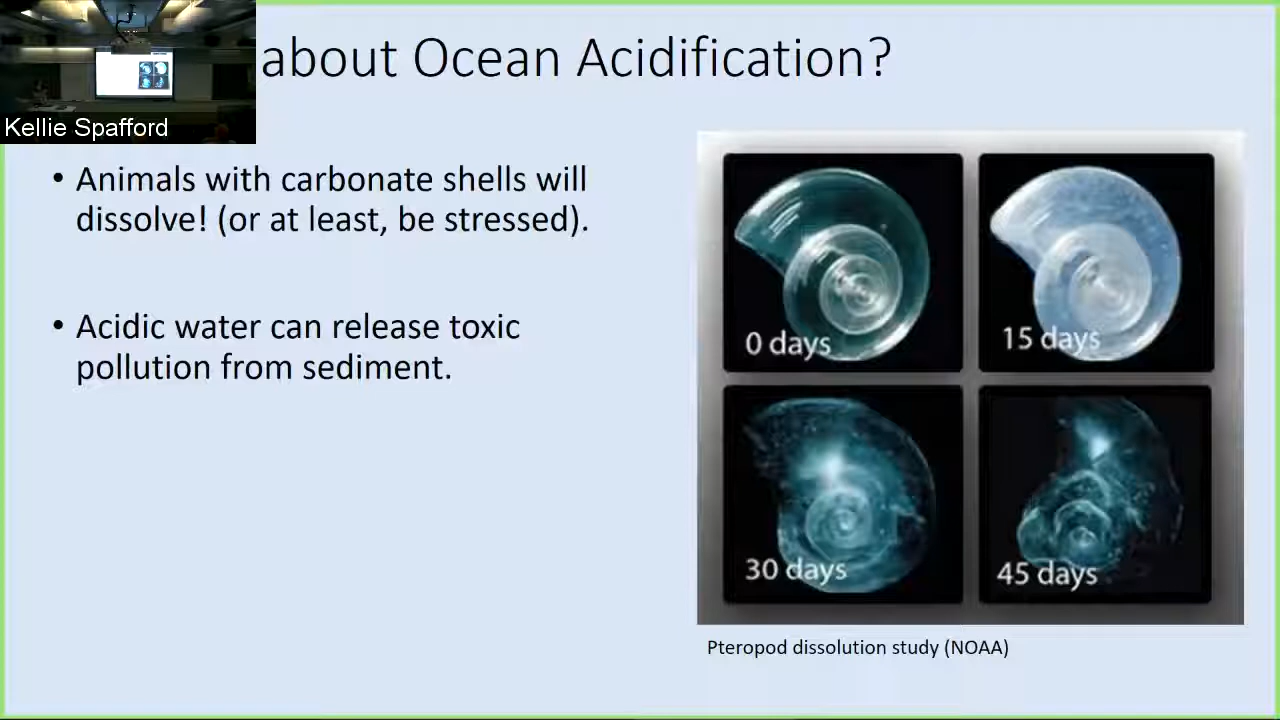 about Ocean Acidification?
Kellie Spafford
• Animals with carbonate shells will
dissolve! (or at least, be stressed).
• Acidic water can release toxic
pollution from sediment.
0 days
15 days
30 days
45 days
Pteropod dissolution study (NOAA)